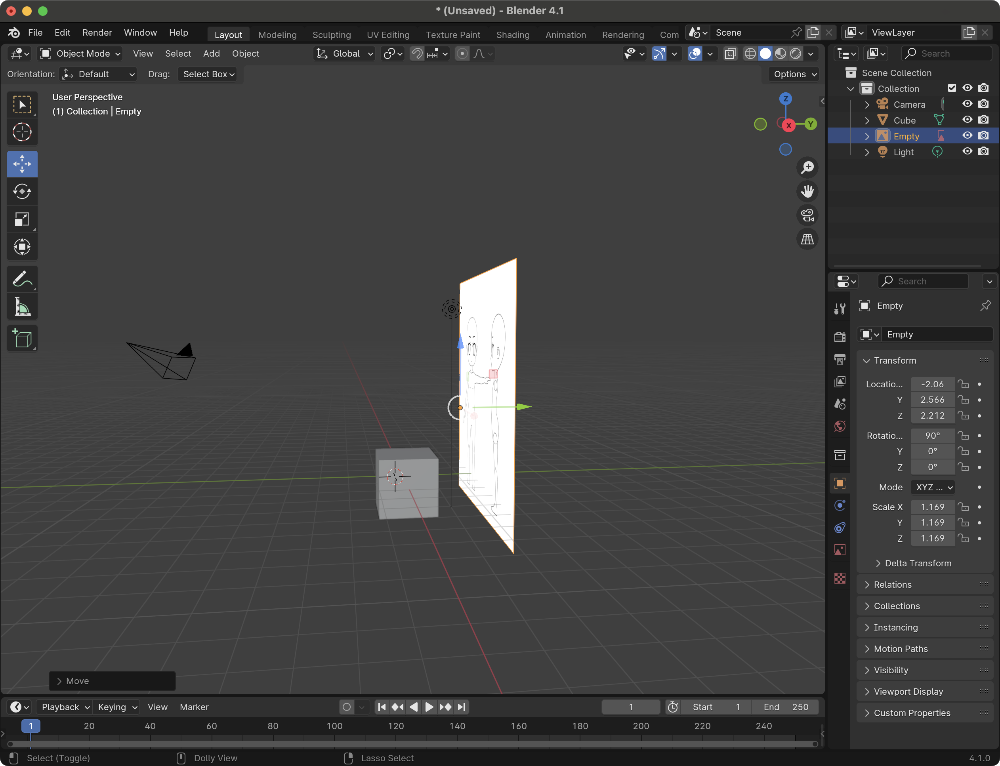 * (Unsaved) - Blender 4.1
File Edit Render Window Help Layout Modeling Sculpting UV Editing Texture Paint Shading Animation Rendering Com Scene ViewLayer
Object Mode View Select Add Object Global Search
Orientation: Default Drag: Select Box Options
User Perspective
(1) Collection | Empty
Z
X Y
Scene Collection
Collection
Camera
Cube
Empty
Light
Search
Empty
Empty
Transform
Locatio... -2.06
Y 2.566
Z 2.212
Rotatio... 90°
Y 0°
Z 0°
Mode XYZ ...
Scale X 1.169
Y 1.169
Z 1.169
Delta Transform
Relations
Collections
Instancing
Motion Paths
Visibility
Viewport Display
Custom Properties
Move
Playback Keying View Marker 1 Start 1 End 250
1 20 40 60 80 100 120 140 160 180 200 220 240
Select (Toggle) Dolly View Lasso Select 4.1.0